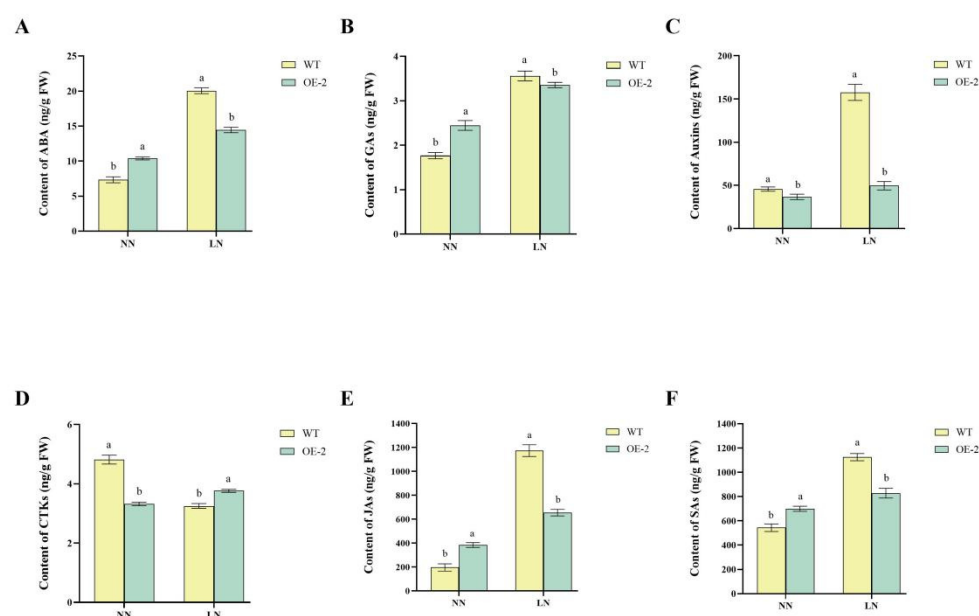 A
Content of ABA (ng/g FW)
25
20
15
10
5
0
b
a
a
b
NN
LN
WT
OE-2
B
Content of GAs (ng/g FW)
4
3
2
1
0
b
a
a
b
NN
LN
WT
OE-2
C
Content of Auxins (ng/g FW)
200
150
100
50
0
a
b
a
b
NN
LN
WT
OE-2
D
Content of CTKs (ng/g FW)
6
4
2
0
a
b
b
a
NN
LN
WT
OE-2
E
Content of JAs (ng/g FW)
1400
1200
1000
800
600
400
200
0
b
a
a
b
NN
LN
WT
OE-2
F
Content of SAs (ng/g FW)
1400
1200
1000
800
600
400
200
0
b
a
a
b
NN
LN
WT
OE-2